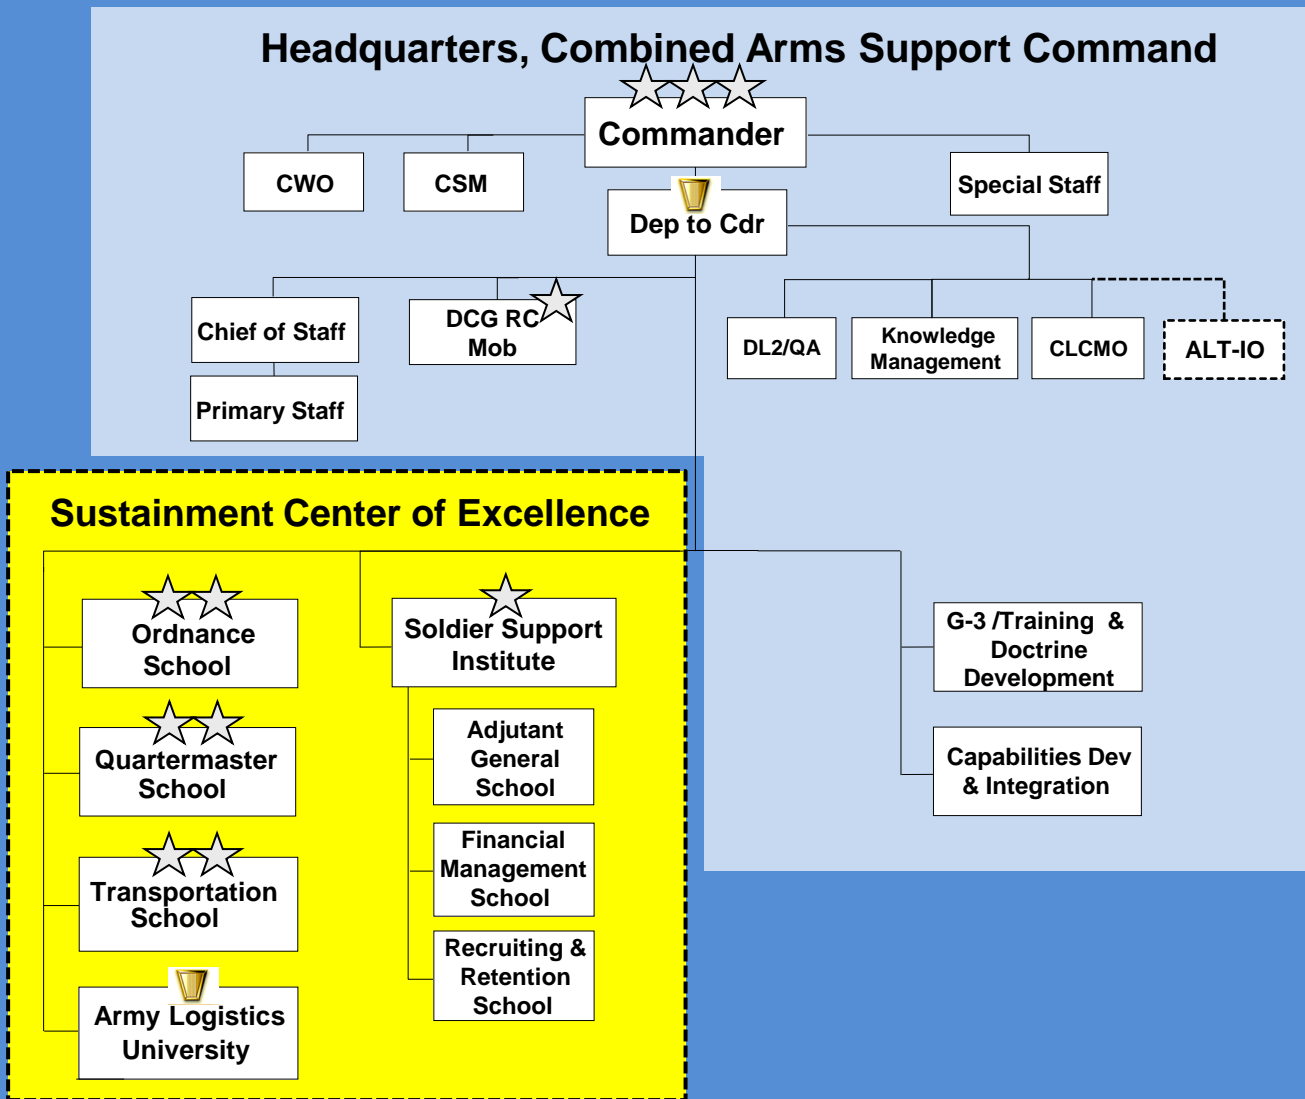 Headquarters, Combined Arms Support Command
Commander
CWO
CSM
Special Staff
Dep to Cdr
Chief of Staff
DCG RC
Mob
DL2/QA
Knowledge
Management
CLCMO
ALT-IO
Primary Staff
Sustainment Center of Excellence
Ordnance
School
Quartermaster
School
Transportation
School
Army Logistics
University
Soldier Support
Institute
Adjutant
General
School
Financial
Management
School
Recruiting &
Retention
School
G-3 /Training &
Doctrine
Development
Capabilities Dev
& Integration